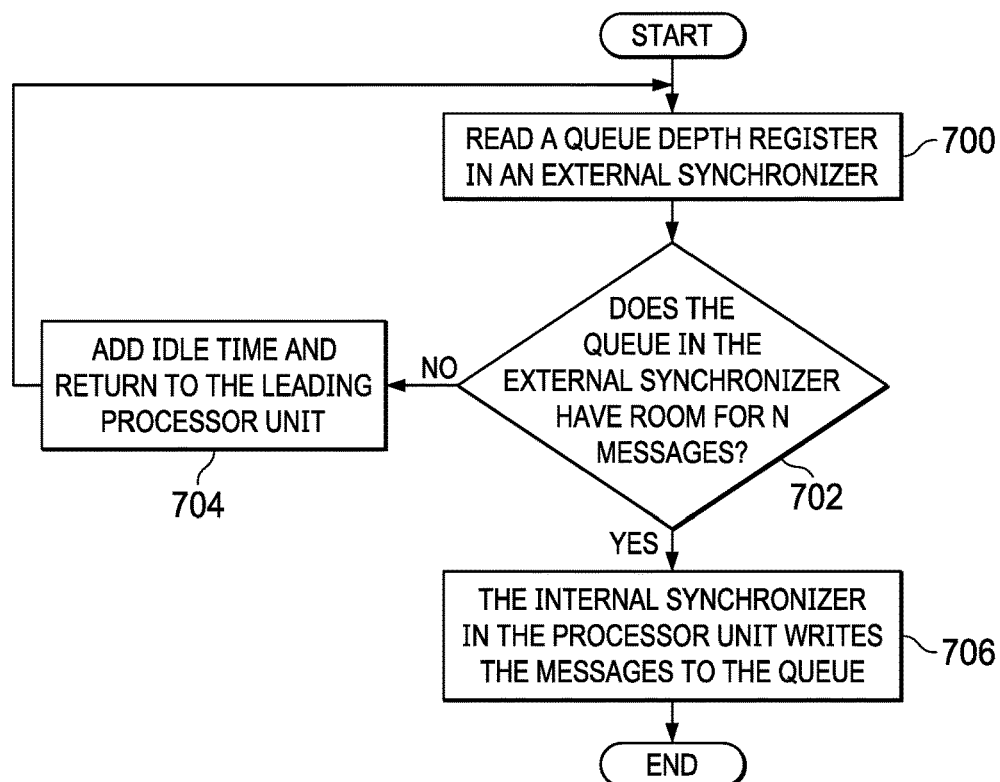 START
READ A QUEUE DEPTH REGISTER
IN AN EXTERNAL SYNCHRONIZER
700
DOES THE
QUEUE IN THE
EXTERNAL SYNCHRONIZER
HAVE ROOM FOR N
MESSAGES?
702
NO
ADD IDLE TIME AND
RETURN TO THE LEADING
PROCESSOR UNIT
704
YES
THE INTERNAL SYNCHRONIZER
IN THE PROCESSOR UNIT WRITES
THE MESSAGES TO THE QUEUE
706
END